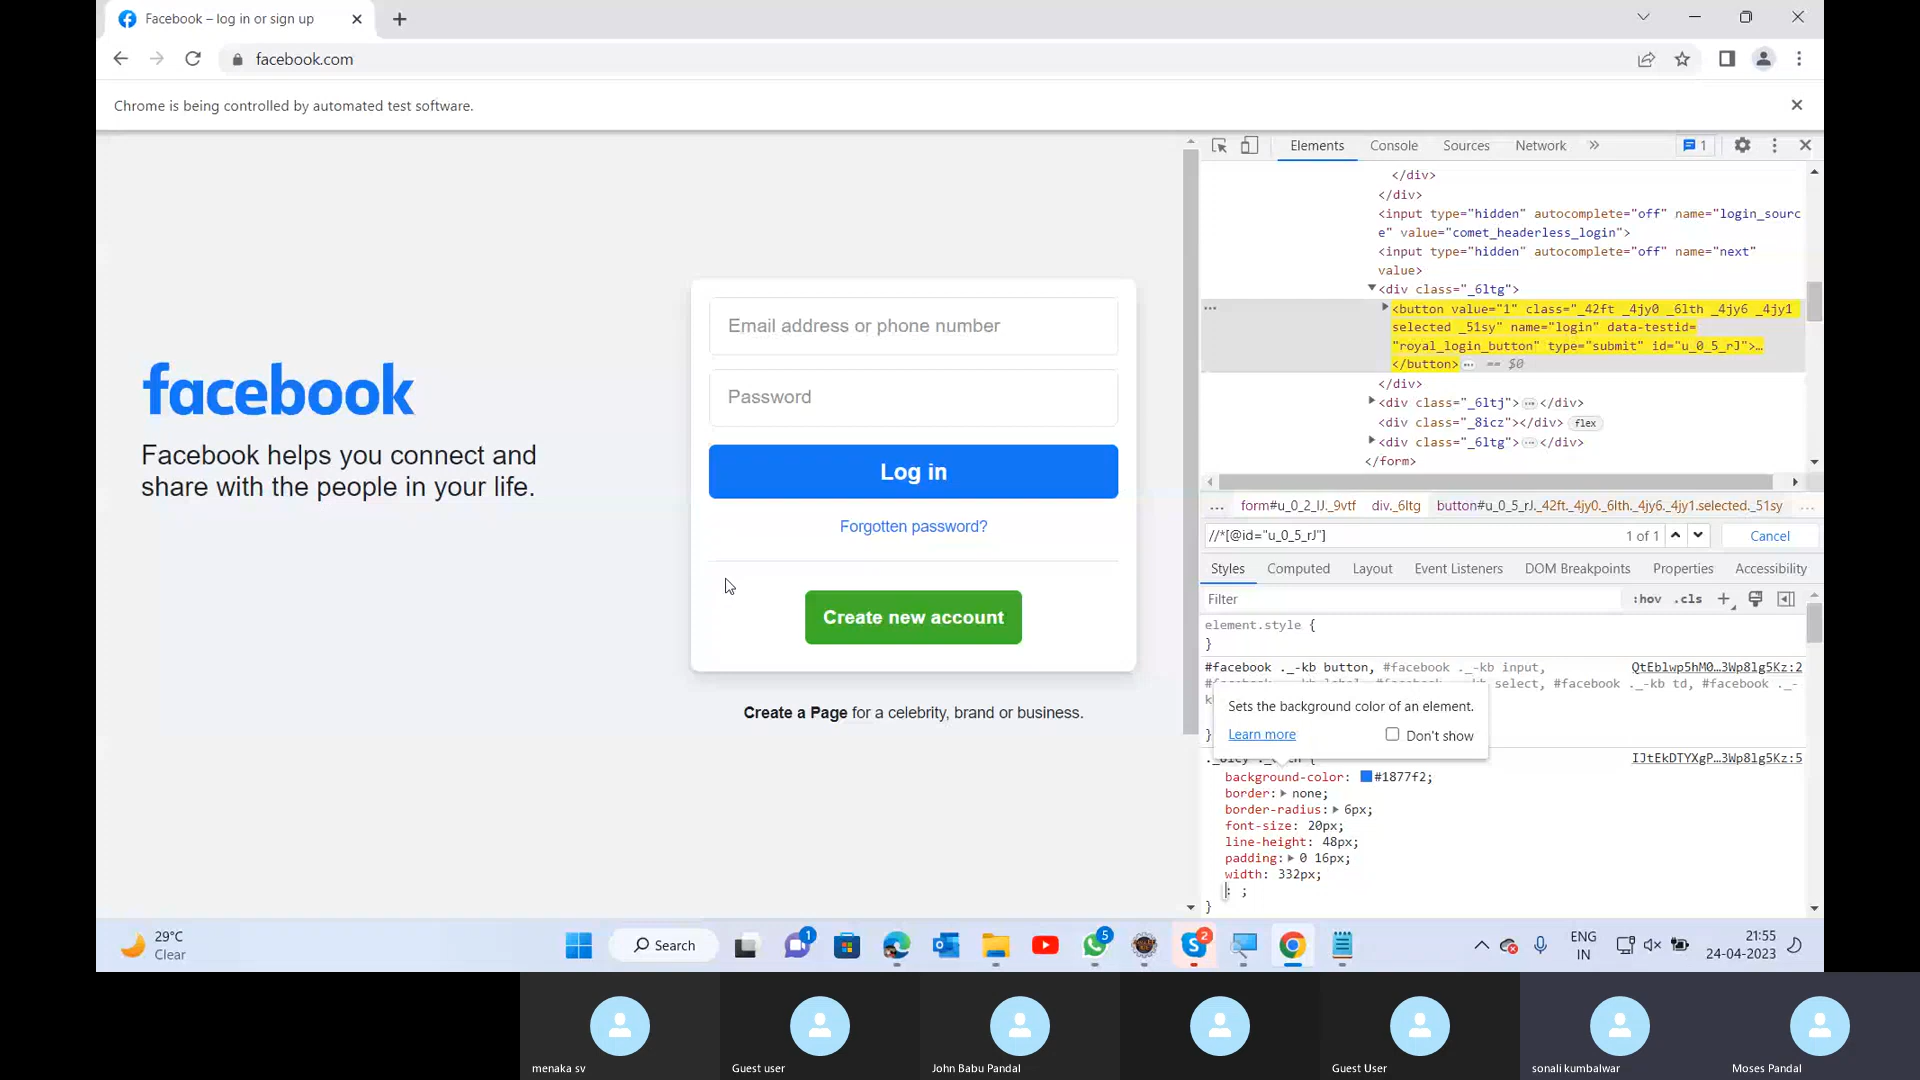 Facebook – log in or sign up
facebook.com
Chrome is being controlled by automated test software.
facebook
Facebook helps you connect and
share with the people in your life.
Email address or phone number
Password
Log in
Forgotten password?
Create new account
Create a Page for a celebrity, brand or business.
Elements Console Sources Network » 1
</div>
</div>
<input type="hidden" autocomplete="off" name="login_sourc
e" value="comet_headerless_login">
<input type="hidden" autocomplete="off" name="next"
value>
<div class="_6ltg">
<button value="1" class="_42ft _4jy0 _6lth _4jy6 _4jy1
selected _51sy" name="login" data-testid=
"royal_login_button" type="submit" id="u_0_5_rJ">…
</button> … == $0
</div>
<div class="_6ltj"> … </div>
<div class="_8icz"></div> flex
<div class="_6ltg"> … </div>
</form>
... form#u_0_2_lJ._9vtf div._6ltg button#u_0_5_rJ._42ft._4jy0._6lth._4jy6._4jy1.selected._51sy ...
//*[@id="u_0_5_rJ"] 1 of 1 Cancel
Styles Computed Layout Event Listeners DOM Breakpoints Properties Accessibility
Filter :hov .cls +
element.style {
}
#facebook ._-kb button, #facebook ._-kb input, QtEblwp5hM0…3Wp8lg5Kz:2
select, #facebook ._-kb td, #facebook ._-
Sets the background color of an element.
Learn more Don't show
}
{ IJtEkDTYXgP…3Wp8lg5Kz:5
background-color: #1877f2;
border: none;
border-radius: 6px;
font-size: 20px;
line-height: 48px;
padding: 0 16px;
width: 332px;
: ;
}
29°C
Clear
Search
1
5
2
ENG
IN
21:55
24-04-2023
menaka sv
Guest user
John Babu Pandal
Guest User
sonali kumbalwar
Moses Pandal